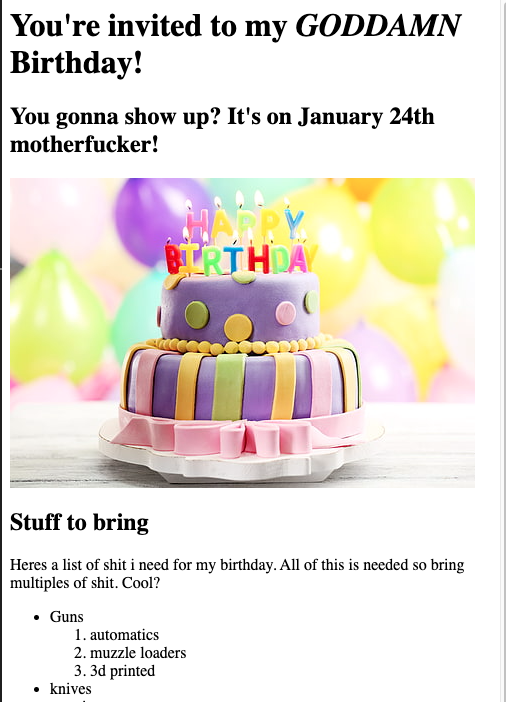 You're invited to my GODDAMN
Birthday!
You gonna show up? It's on January 24th
motherfucker!
HAPPY
BIRTHDAY
Stuff to bring
Heres a list of shit i need for my birthday. All of this is needed so bring
multiples of shit. Cool?
• Guns
1. automatics
2. muzzle loaders
3. 3d printed
• knives